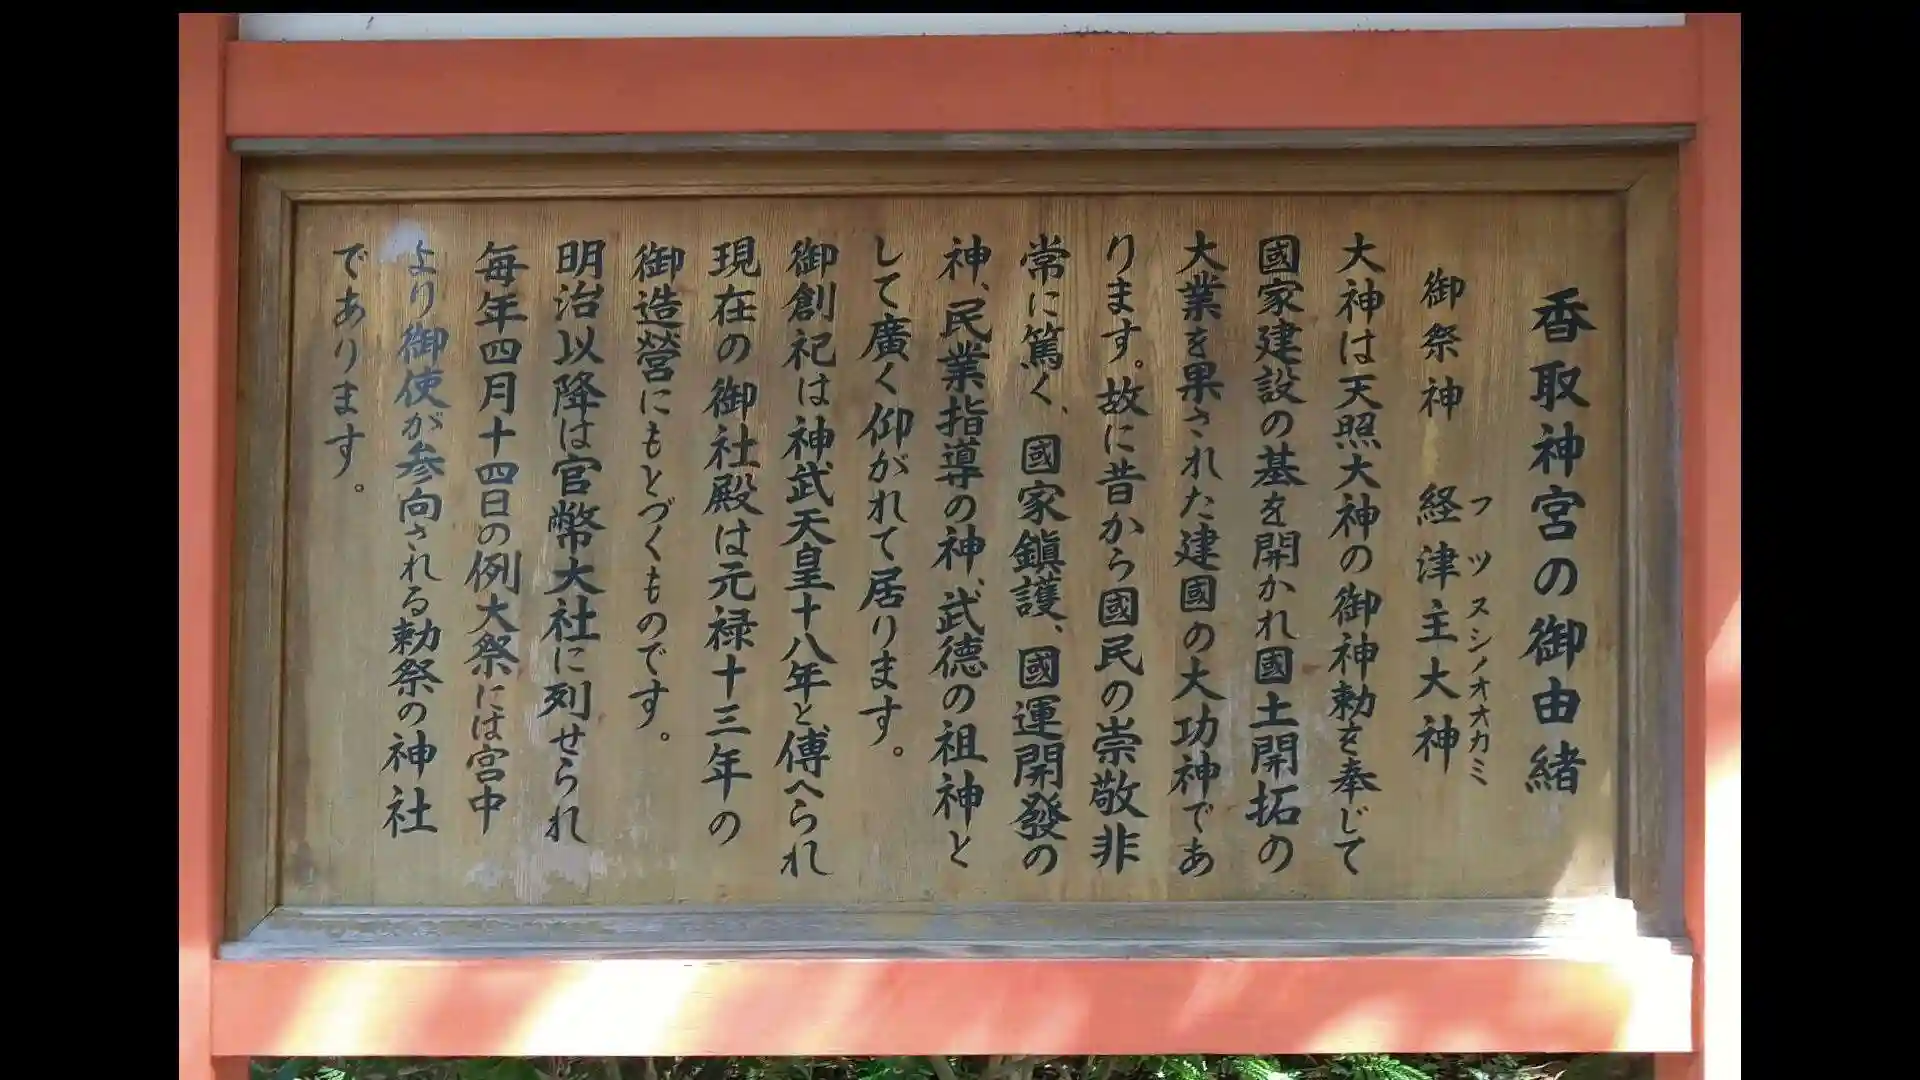 香取神宮の御由緒
御祭神 経津主大神
フツヌシノオオカミ
大神は天照大神の御神勅を奉じて
國家建設の基を開かれ國土開拓の
大業を果された建國の大功神であ
ります。故に昔から國民の崇敬非
常に篤く、國家鎭護、國運開發の
神、民業指導の神、武徳の祖神と
して廣く仰がれて居ります。
御創祀は神武天皇十八年と傳へられ
現在の御社殿は元禄十三年の
御造營にもとづくものです。
明治以降は官幣大社に列せられ
毎年四月十四日の例大祭には宮中
より御使が参向される勅祭の神社
であります。